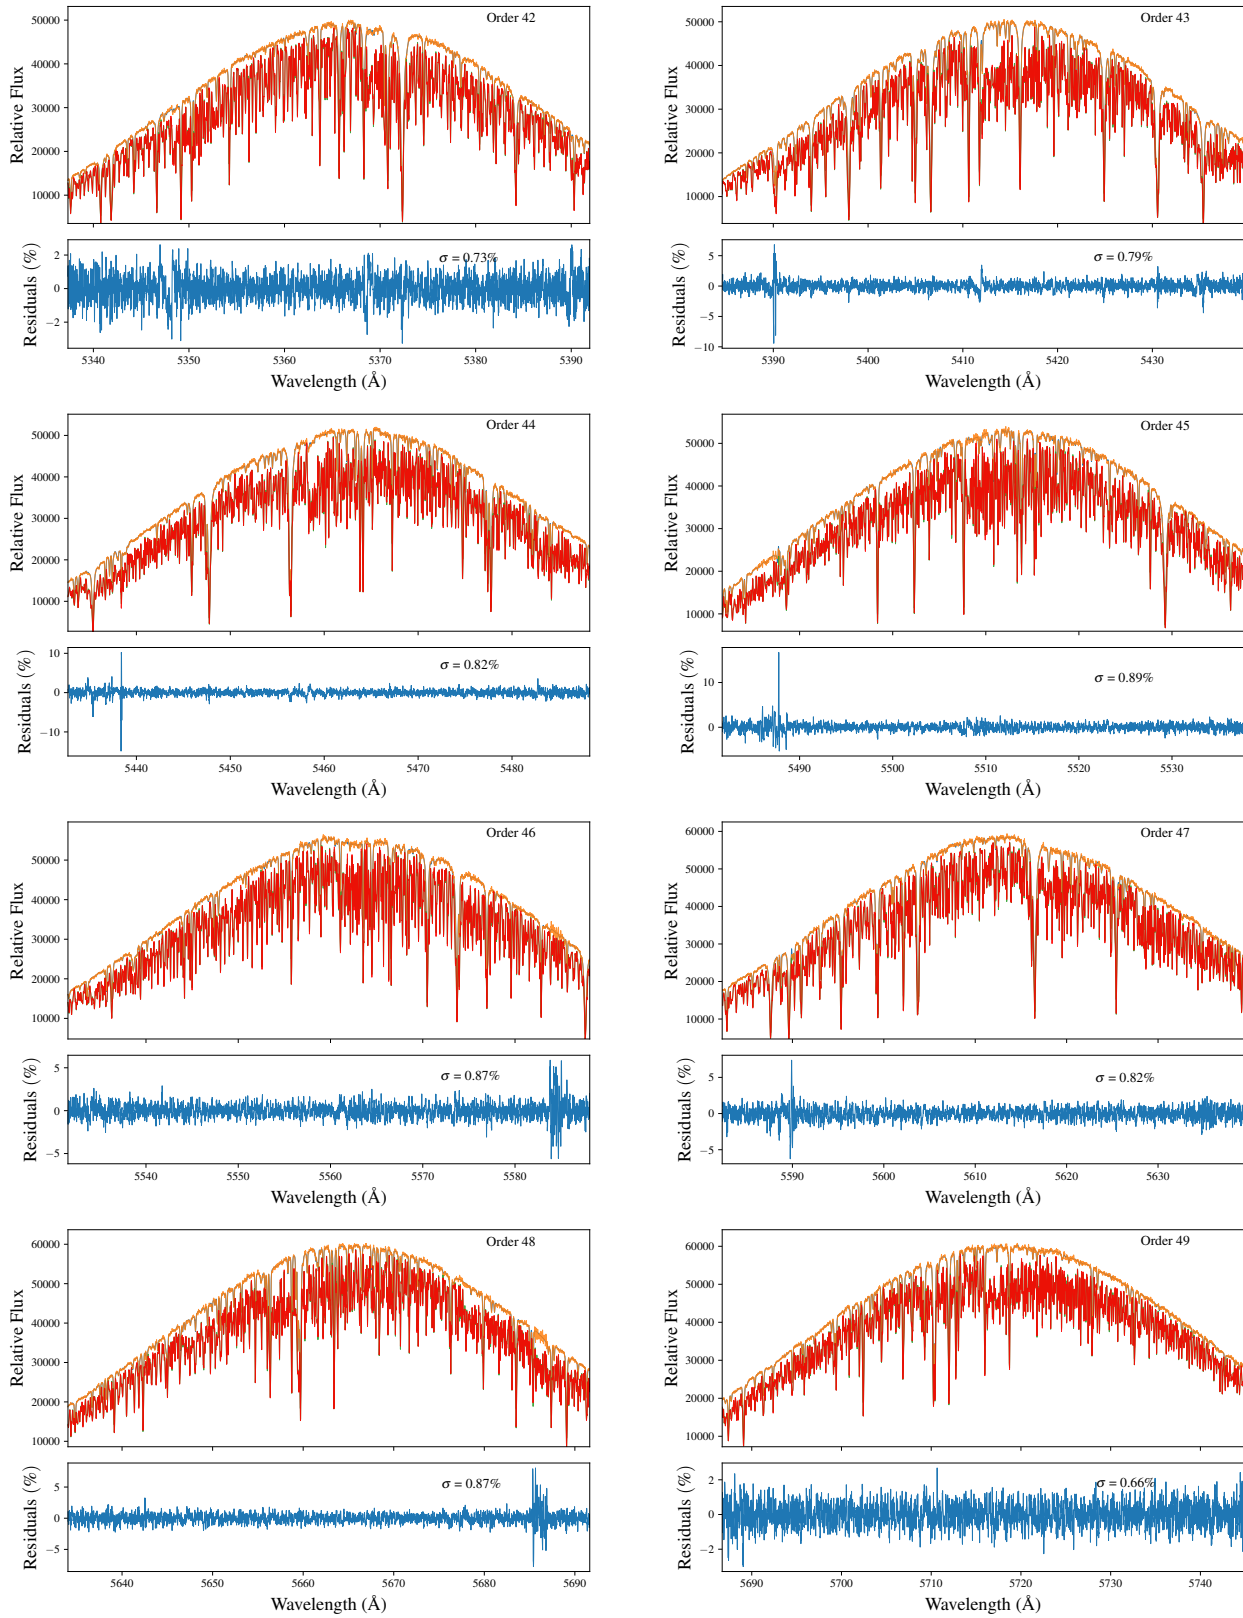 Order 42
Relative Flux
50000
40000
30000
20000
10000
σ = 0.73%
Residuals (%)
2
0
−2
5340 5350 5360 5370 5380 5390
Wavelength (Å)
Order 43
Relative Flux
50000
40000
30000
20000
10000
σ = 0.79%
Residuals (%)
5
0
−5
−10
5390 5400 5410 5420 5430
Wavelength (Å)
Order 44
Relative Flux
50000
40000
30000
20000
10000
σ = 0.82%
Residuals (%)
10
0
−10
5440 5450 5460 5470 5480
Wavelength (Å)
Order 45
Relative Flux
50000
40000
30000
20000
10000
σ = 0.89%
Residuals (%)
10
0
5490 5500 5510 5520 5530
Wavelength (Å)
Order 46
Relative Flux
50000
40000
30000
20000
10000
σ = 0.87%
Residuals (%)
5
0
−5
5540 5550 5560 5570 5580
Wavelength (Å)
Order 47
Relative Flux
60000
50000
40000
30000
20000
10000
σ = 0.82%
Residuals (%)
5
0
−5
5590 5600 5610 5620 5630
Wavelength (Å)
Order 48
Relative Flux
60000
50000
40000
30000
20000
10000
σ = 0.87%
Residuals (%)
5
0
−5
5640 5650 5660 5670 5680 5690
Wavelength (Å)
Order 49
Relative Flux
60000
50000
40000
30000
20000
10000
σ = 0.66%
Residuals (%)
2
0
−2
5690 5700 5710 5720 5730 5740
Wavelength (Å)